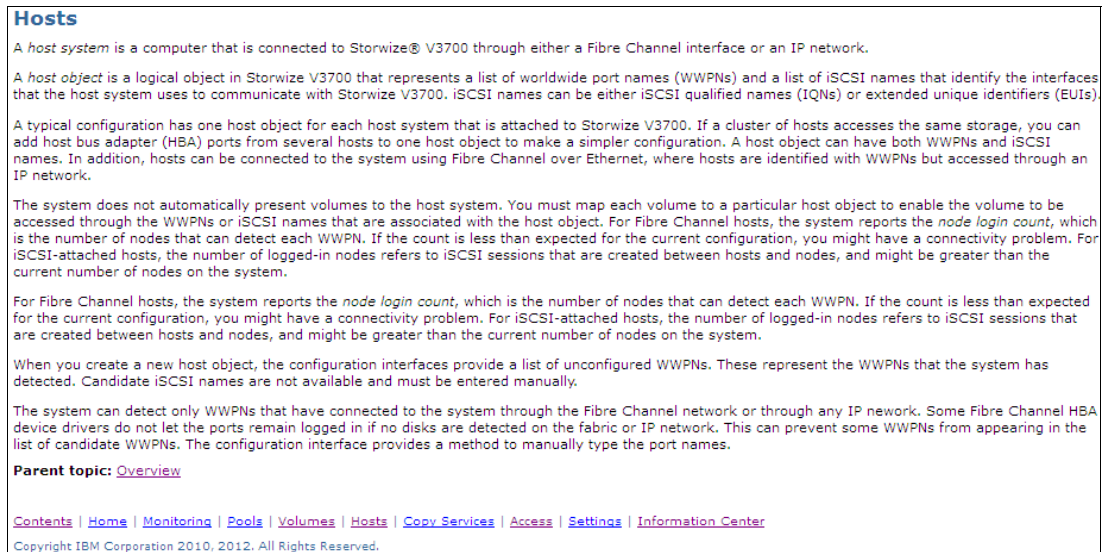 Hosts
A host system is a computer that is connected to Storwize® V3700 through either a Fibre Channel interface or an IP network.
A host object is a logical object in Storwize V3700 that represents a list of worldwide port names (WWPNs) and a list of iSCSI names that identify the interfaces
that the host system uses to communicate with Storwize V3700. iSCSI names can be either iSCSI qualified names (IQNs) or extended unique identifiers (EUIs).
A typical configuration has one host object for each host system that is attached to Storwize V3700. If a cluster of hosts accesses the same storage, you can
add host bus adapter (HBA) ports from several hosts to one host object to make a simpler configuration. A host object can have both WWPNs and iSCSI
names. In addition, hosts can be connected to the system using Fibre Channel over Ethernet, where hosts are identified with WWPNs but accessed through an
IP network.
The system does not automatically present volumes to the host system. You must map each volume to a particular host object to enable the volume to be
accessed through the WWPNs or iSCSI names that are associated with the host object. For Fibre Channel hosts, the system reports the node login count, which
is the number of nodes that can detect each WWPN. If the count is less than expected for the current configuration, you might have a connectivity problem. For
iSCSI-attached hosts, the number of logged-in nodes refers to iSCSI sessions that are created between hosts and nodes, and might be greater than the
current number of nodes on the system.
For Fibre Channel hosts, the system reports the node login count, which is the number of nodes that can detect each WWPN. If the count is less than expected
for the current configuration, you might have a connectivity problem. For iSCSI-attached hosts, the number of logged-in nodes refers to iSCSI sessions that
are created between hosts and nodes, and might be greater than the current number of nodes on the system.
When you create a new host object, the configuration interfaces provide a list of unconfigured WWPNs. These represent the WWPNs that the system has
detected. Candidate iSCSI names are not available and must be entered manually.
The system can detect only WWPNs that have connected to the system through the Fibre Channel network or through any IP nework. Some Fibre Channel HBA
device drivers do not let the ports remain logged in if no disks are detected on the fabric or IP network. This can prevent some WWPNs from appearing in the
list of candidate WWPNs. The configuration interface provides a method to manually type the port names.
Parent topic: Overview
Contents | Home | Monitoring | Pools | Volumes | Hosts | Copy Services | Access | Settings | Information Center
Copyright IBM Corporation 2010, 2012. All Rights Reserved.